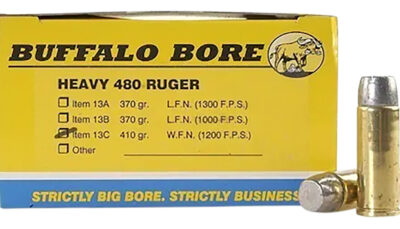 BUFFALO BORE
HEAVY 480 RUGER
Item 13A 370 gr. L.F.N. (1300 F.P.S.)
Item 13B 370 gr. L.F.N. (1000 F.P.S.)
Item 13C 410 gr. W.F.N. (1200 F.P.S.)
Other
STRICTLY BIG BORE. STRICTLY BUSINESS